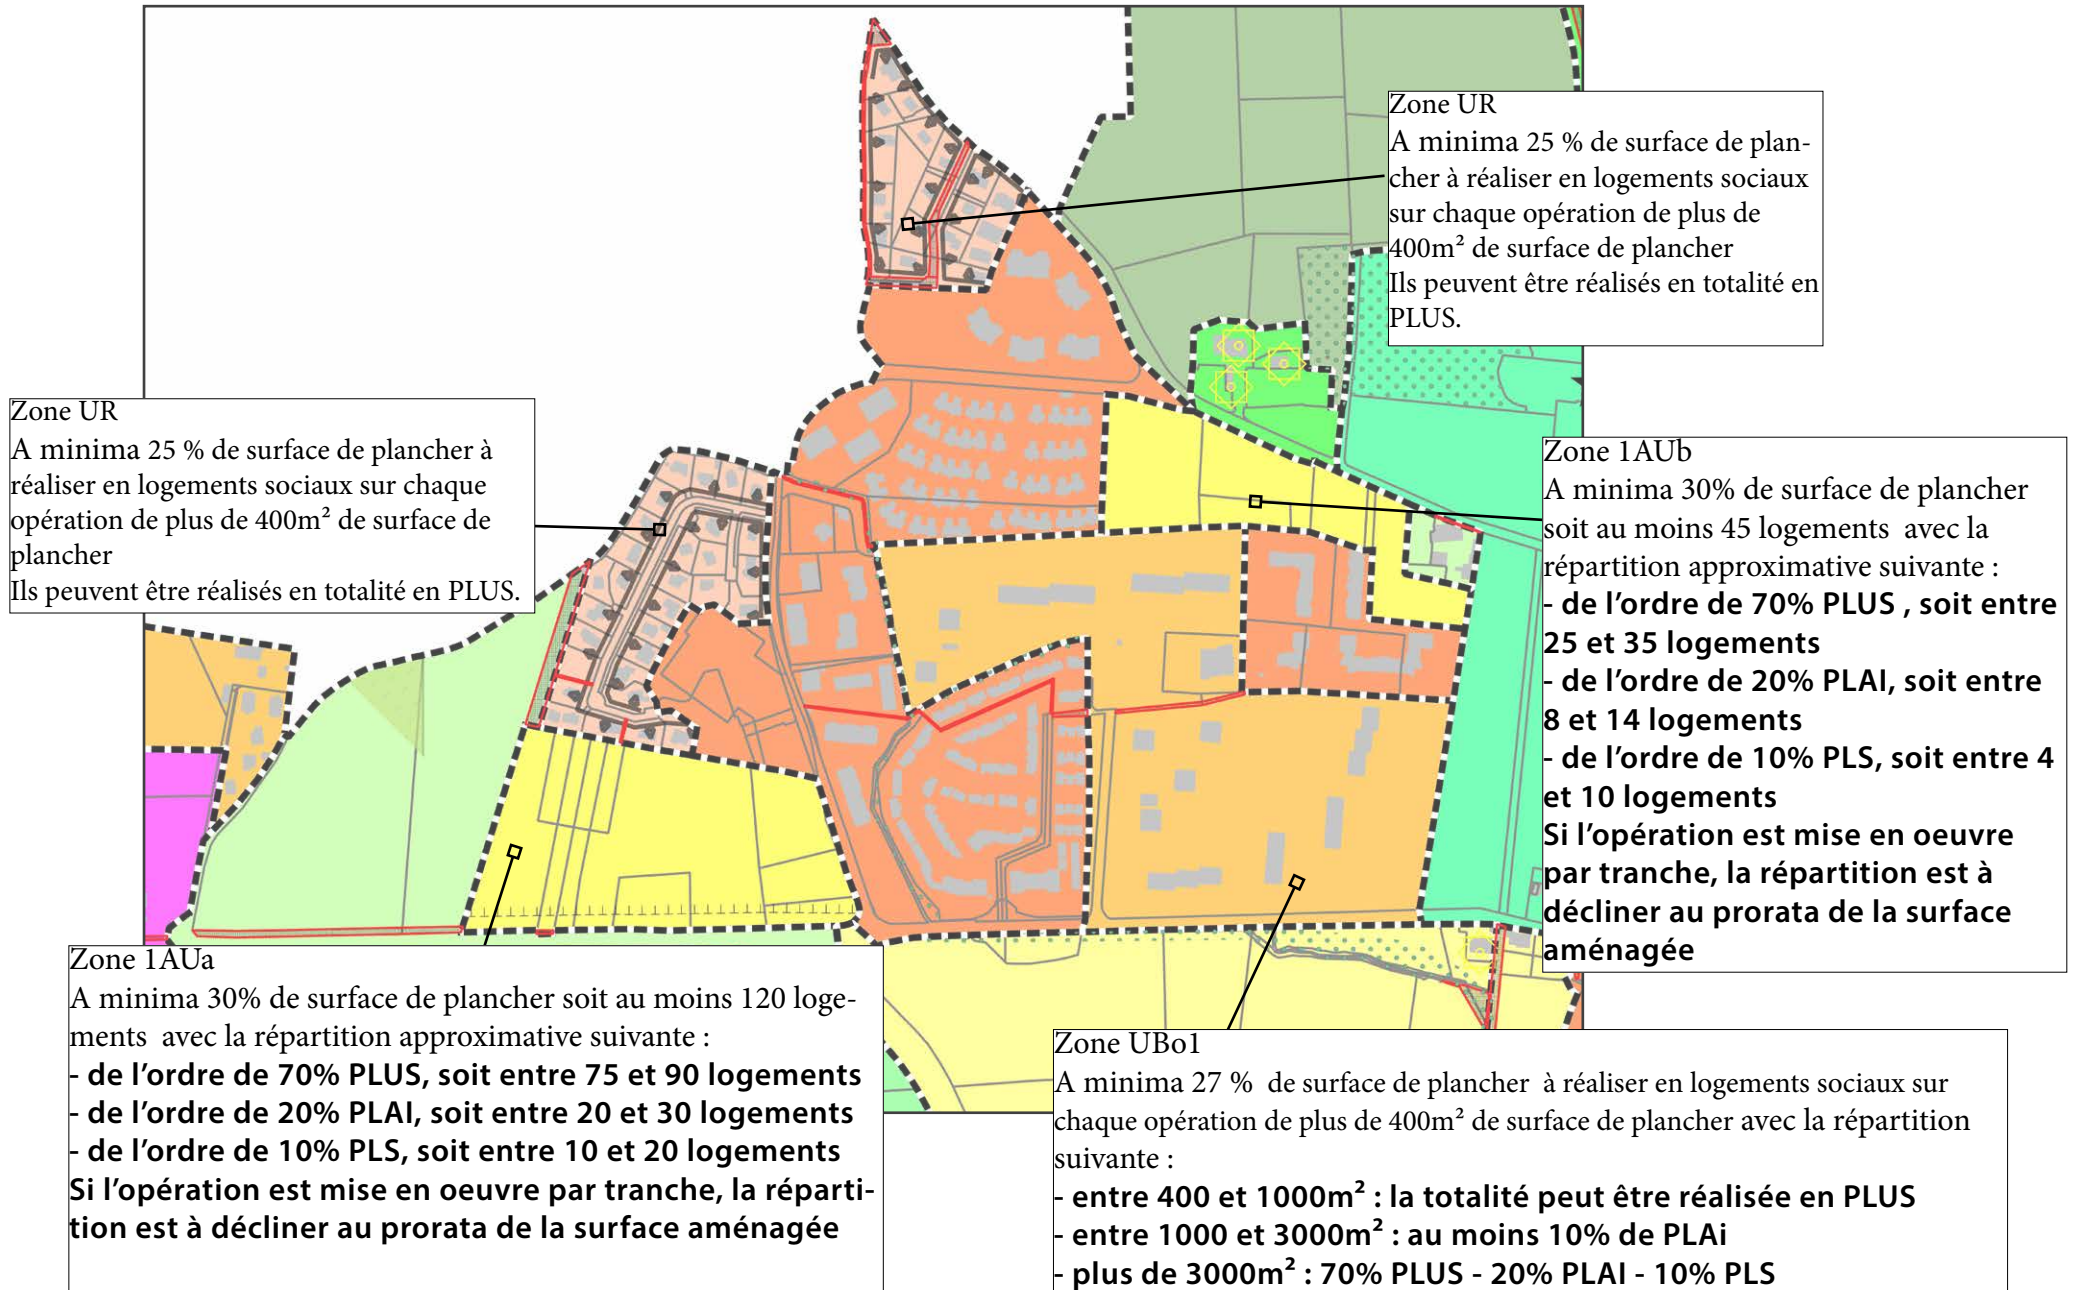 Zone UR
A minima 25 % de surface de plan-
cher à réaliser en logements sociaux
sur chaque opération de plus de
400m² de surface de plancher
Ils peuvent être réalisés en totalité en
PLUS.
Zone UR
A minima 25 % de surface de plancher à
réaliser en logements sociaux sur chaque
opération de plus de 400m² de surface de
plancher
Ils peuvent être réalisés en totalité en PLUS.
Zone 1AUb
A minima 30% de surface de plancher
soit au moins 45 logements avec la
répartition approximative suivante :
- de l’ordre de 70% PLUS , soit entre
25 et 35 logements
- de l’ordre de 20% PLAI, soit entre
8 et 14 logements
- de l’ordre de 10% PLS, soit entre 4
et 10 logements
Si l’opération est mise en oeuvre
par tranche, la répartition est à
décliner au prorata de la surface
aménagée
Zone 1AUa
A minima 30% de surface de plancher soit au moins 120 loge-
ments avec la répartition approximative suivante :
- de l’ordre de 70% PLUS, soit entre 75 et 90 logements
- de l’ordre de 20% PLAI, soit entre 20 et 30 logements
- de l’ordre de 10% PLS, soit entre 10 et 20 logements
Si l’opération est mise en oeuvre par tranche, la réparti-
tion est à décliner au prorata de la surface aménagée
Zone UBo1
A minima 27 % de surface de plancher à réaliser en logements sociaux sur
chaque opération de plus de 400m² de surface de plancher avec la répartition
suivante :
- entre 400 et 1000m² : la totalité peut être réalisée en PLUS
- entre 1000 et 3000m² : au moins 10% de PLAi
- plus de 3000m² : 70% PLUS - 20% PLAI - 10% PLS